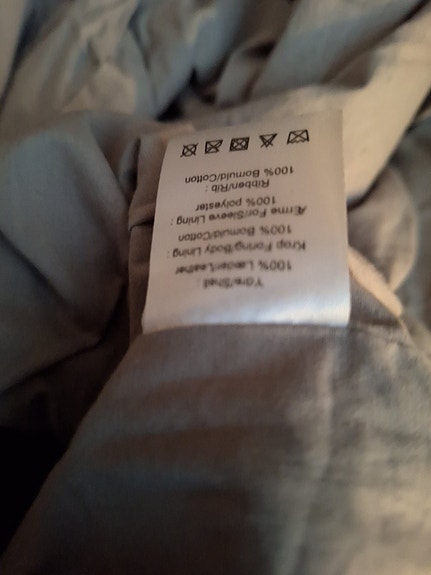 Ydre/Shell :
100% Læder/Leather
Krop Foring/Body Lining :
100% Bomuld/Cotton
Ærme For/Sleeve Lining :
100% polyester
Ribben/Rib :
100% Bomuld/Cotton